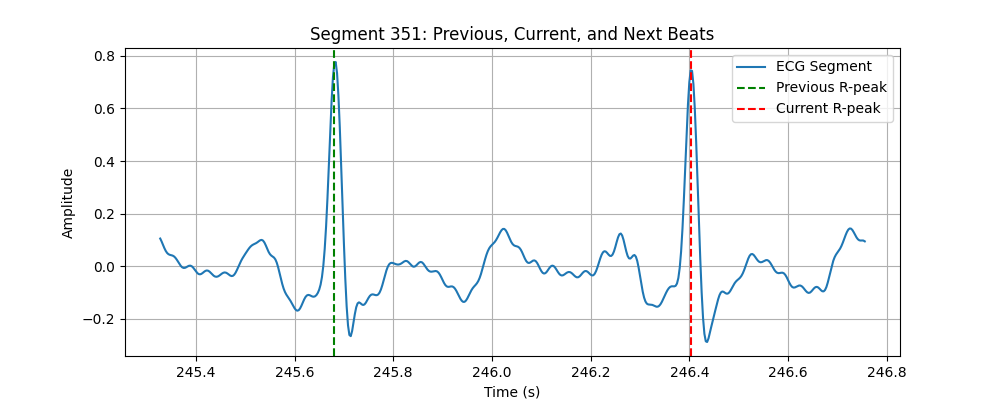 Segment 351: Previous, Current, and Next Beats
ECG Segment
Previous R-peak
Current R-peak
Amplitude
0.8
0.6
0.4
0.2
0.0
−0.2
245.4 245.6 245.8 246.0 246.2 246.4 246.6 246.8
Time (s)